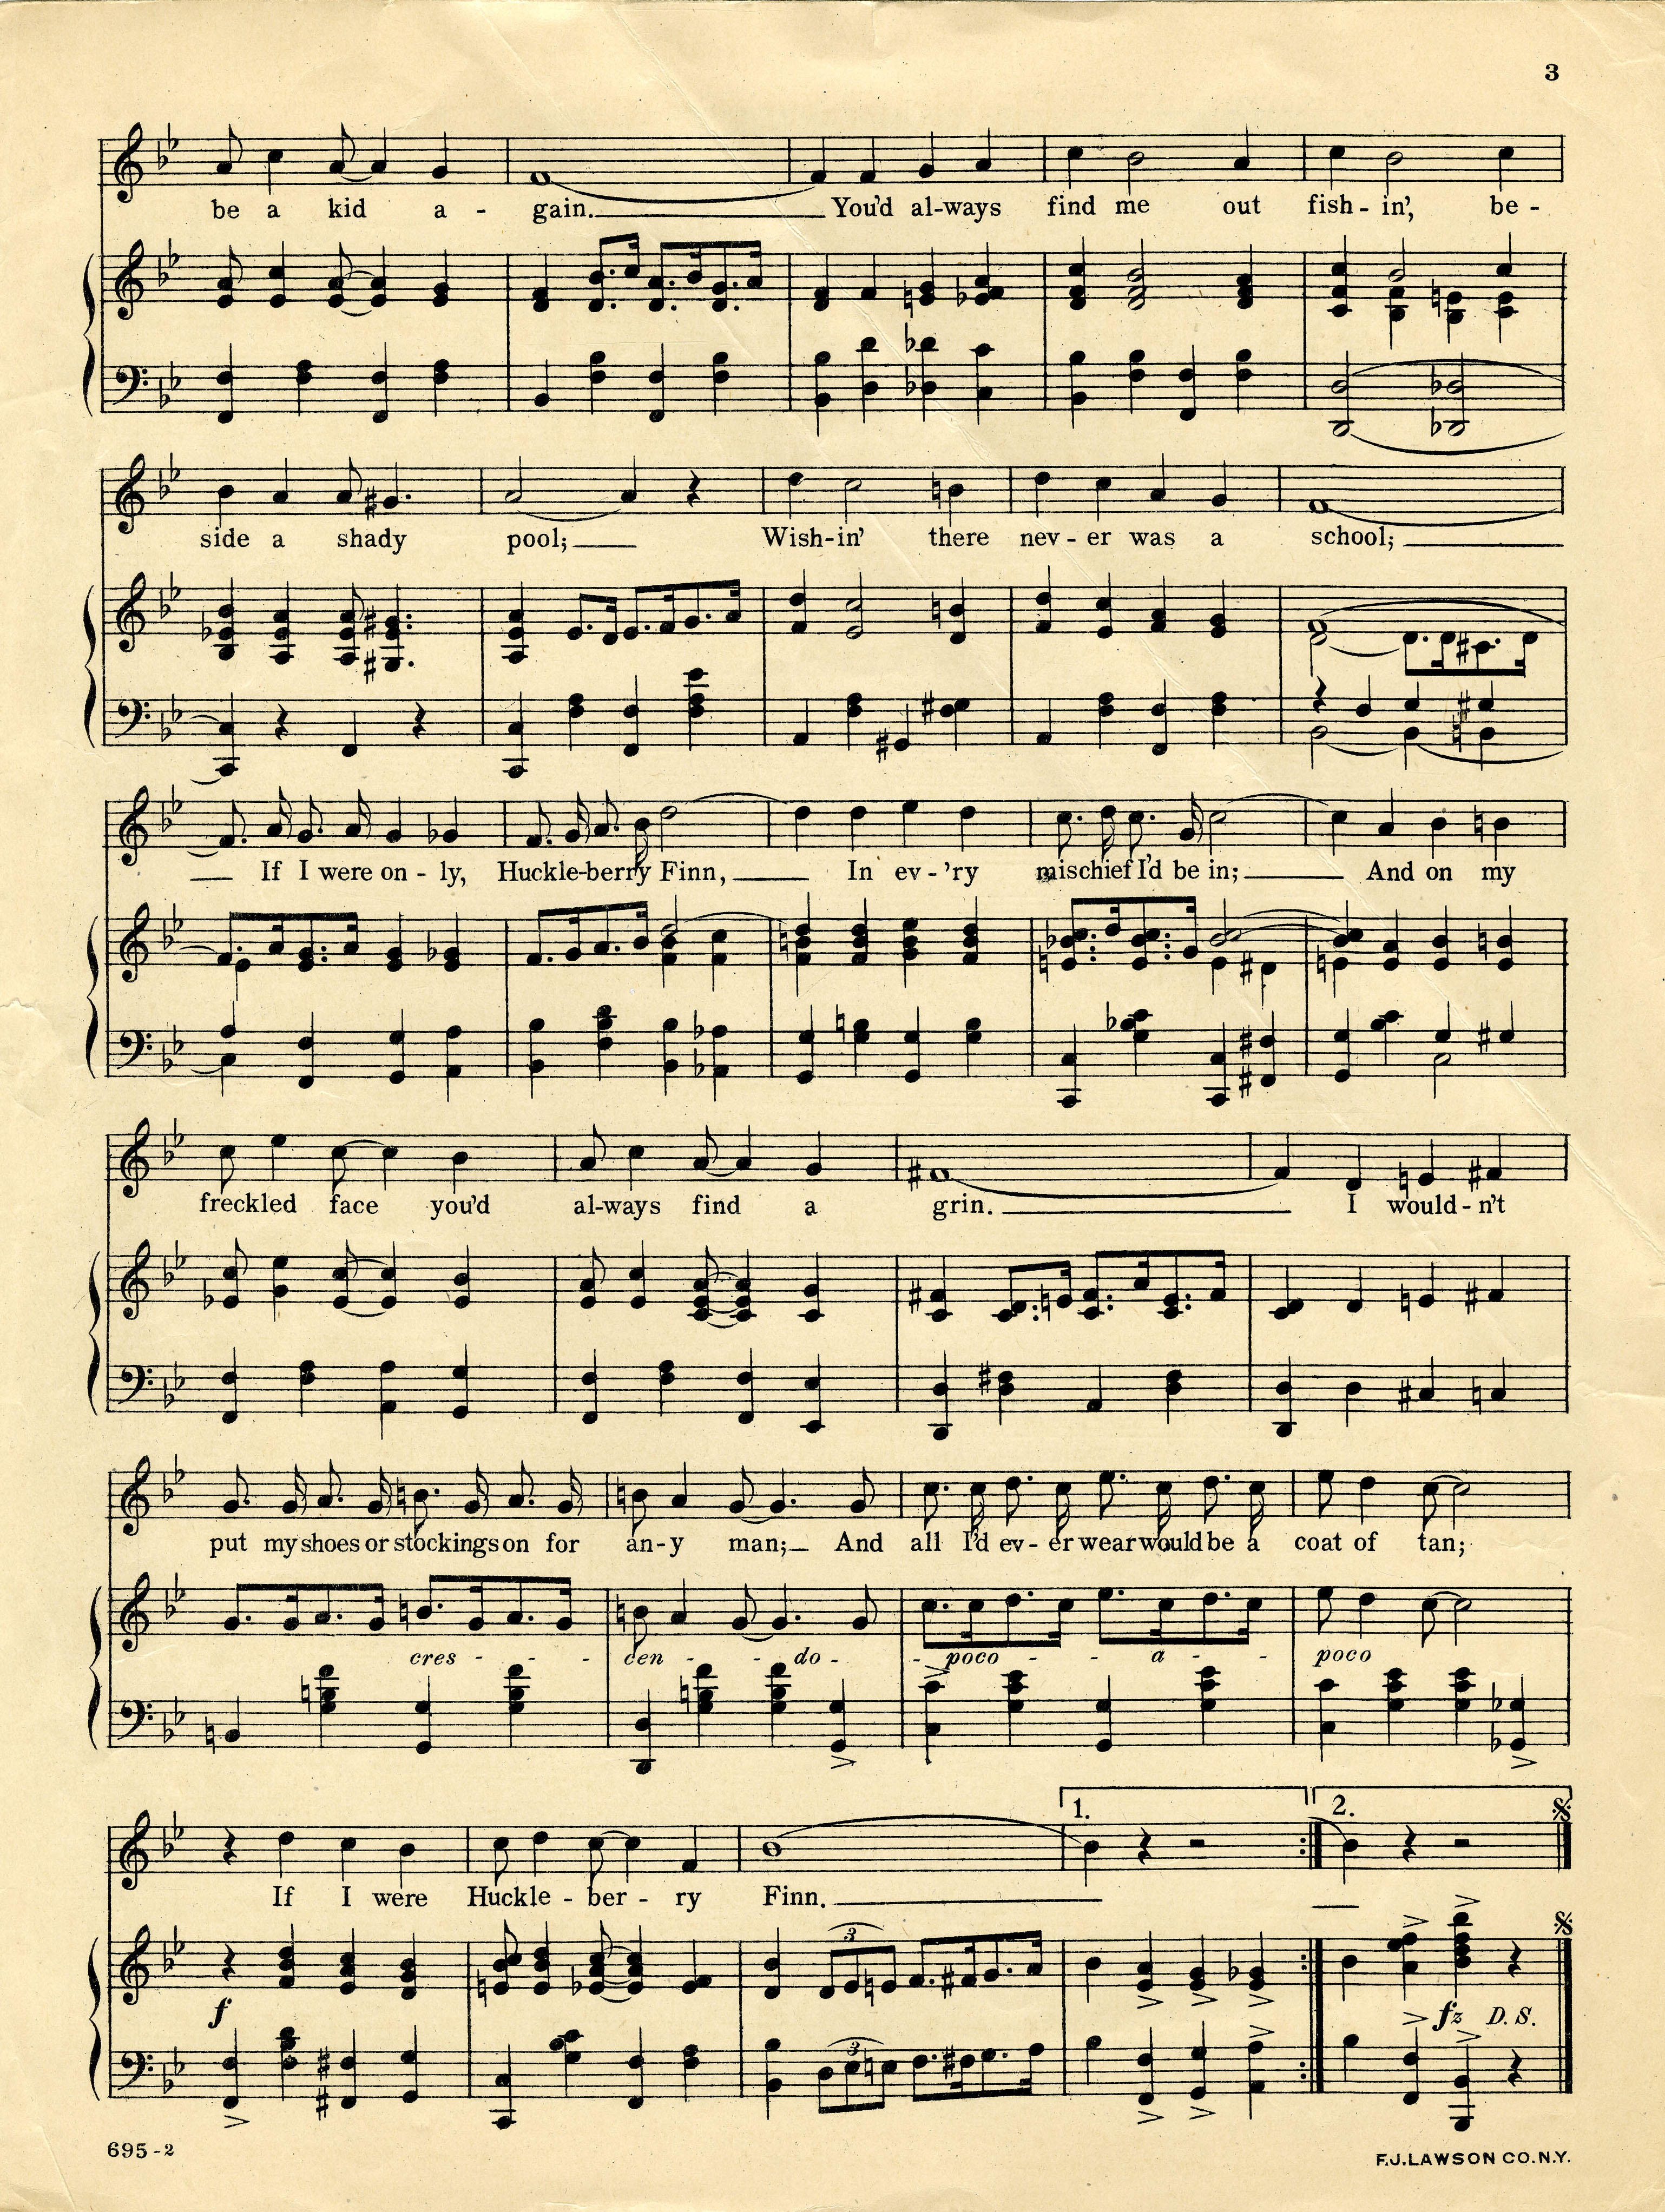 3
be a kid a - gain. You'd al-ways find me out fish - in', be -
side a shady pool; Wish-in' there nev - er was a school;
If I were on - ly, Huckle-berry Finn, In ev-'ry mischief I'd be in; And on my
freckled face you'd al-ways find a grin. I would-n't
put my shoes or stockings on for an-y man; And all I'd ev - er wear would be a coat of tan;
cres - - - cen - - do - - poco - - a - - poco
1. 2.
If I were Huckle - ber - ry Finn.
3
f fz D. S.
3
695-2
F.J.LAWSON CO.N.Y.